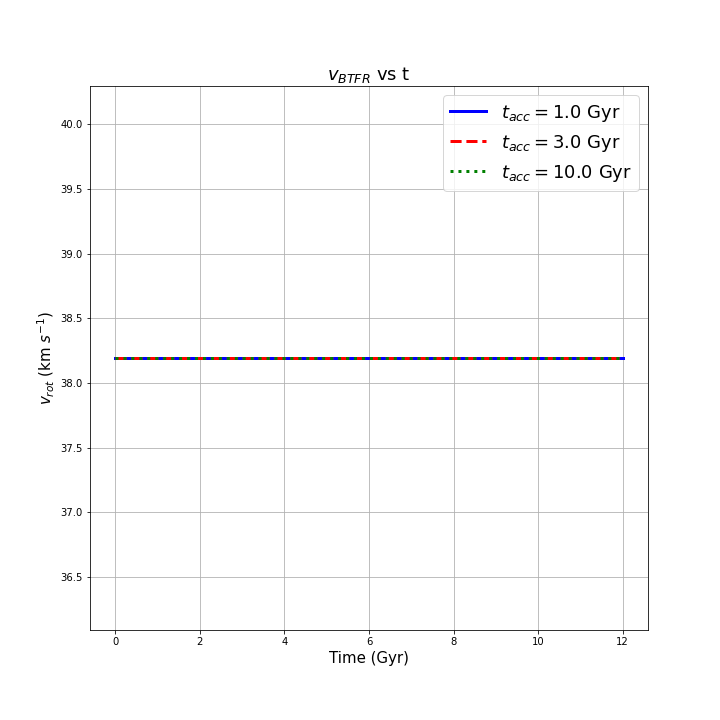 v_BTFR vs t
t_acc = 1.0 Gyr
t_acc = 3.0 Gyr
t_acc = 10.0 Gyr
40.0
39.5
39.0
38.5
38.0
37.5
37.0
36.5
v_rot (km s^−1)
0 2 4 6 8 10 12
Time (Gyr)